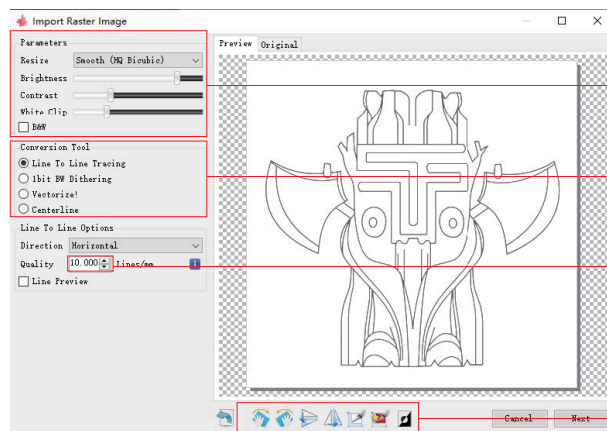 Import Raster Image
Parameters
Resize Smooth (HQ Bicubic)
Brightness
Contrast
White Clip
B&W
Conversion Tool
Line To Line Tracing
1bit BW Dithering
Vectorize!
Centerline
Line To Line Options
Direction Horizontal
Quality 10.000 Lines/mm
Line Preview
Preview Original
Cancel Next